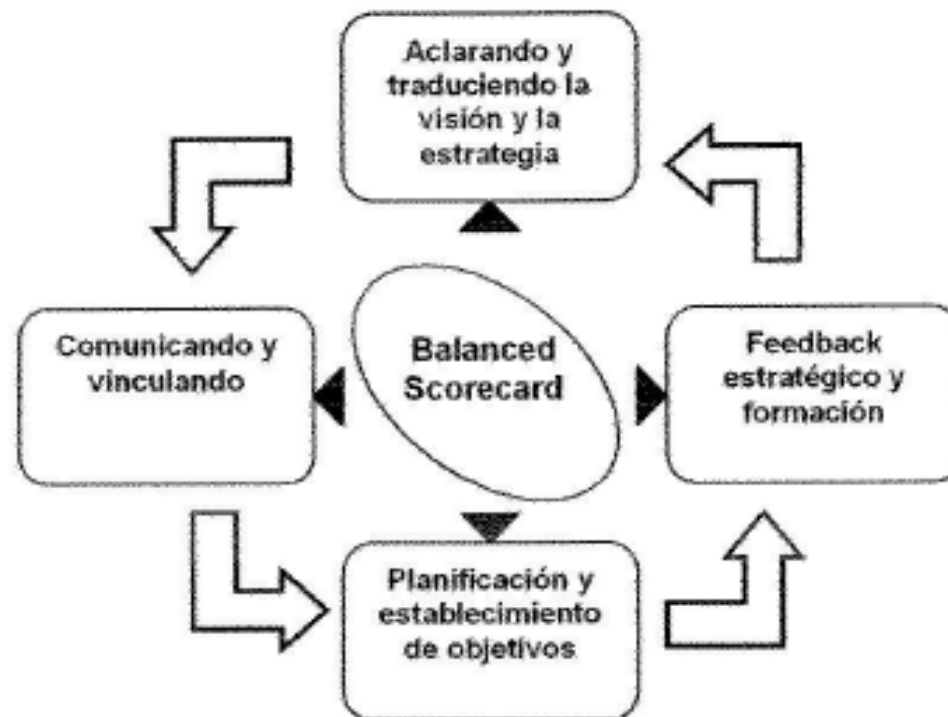 Aclarando y
traduciendo la
visión y la
estrategia
Comunicando y
vinculando
Balanced
Scorecard
Feedback
estratégico y
formación
Planificación y
establecimiento
de objetivos